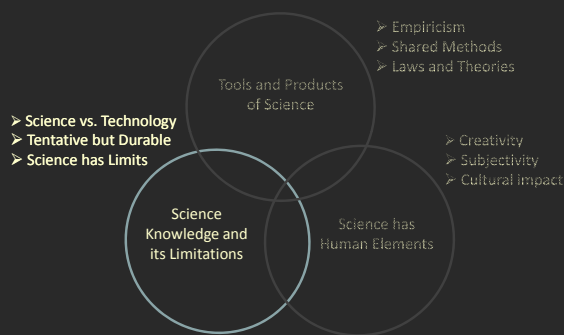 ➢ Empiricism
➢ Shared Methods
➢ Laws and Theories
Tools and Products
of Science
➢ Science vs. Technology
➢ Tentative but Durable
➢ Science has Limits
➢ Creativity
➢ Subjectivity
➢ Cultural impact
Science
Knowledge and
its Limitations
Science has
Human Elements